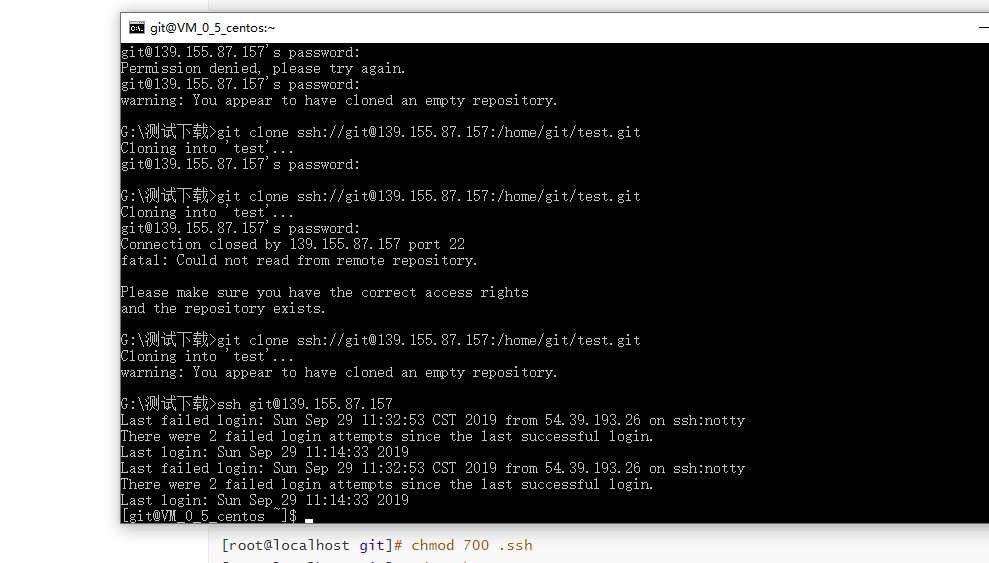 git@VM_0_5_centos:~
git@139.155.87.157's password:
Permission denied, please try again.
git@139.155.87.157's password:
warning: You appear to have cloned an empty repository.
G:\测试下载>git clone ssh://git@139.155.87.157:/home/git/test.git
Cloning into 'test'...
git@139.155.87.157's password:
G:\测试下载>git clone ssh://git@139.155.87.157:/home/git/test.git
Cloning into 'test'...
git@139.155.87.157's password:
Connection closed by 139.155.87.157 port 22
fatal: Could not read from remote repository.
Please make sure you have the correct access rights
and the repository exists.
G:\测试下载>git clone ssh://git@139.155.87.157:/home/git/test.git
Cloning into 'test'...
warning: You appear to have cloned an empty repository.
G:\测试下载>ssh git@139.155.87.157
Last failed login: Sun Sep 29 11:32:53 CST 2019 from 54.39.193.26 on ssh:notty
There were 2 failed login attempts since the last successful login.
Last login: Sun Sep 29 11:14:33 2019
Last failed login: Sun Sep 29 11:32:53 CST 2019 from 54.39.193.26 on ssh:notty
There were 2 failed login attempts since the last successful login.
Last login: Sun Sep 29 11:14:33 2019
[git@VM_0_5_centos ~]$
[root@localhost git]# chmod 700 .ssh